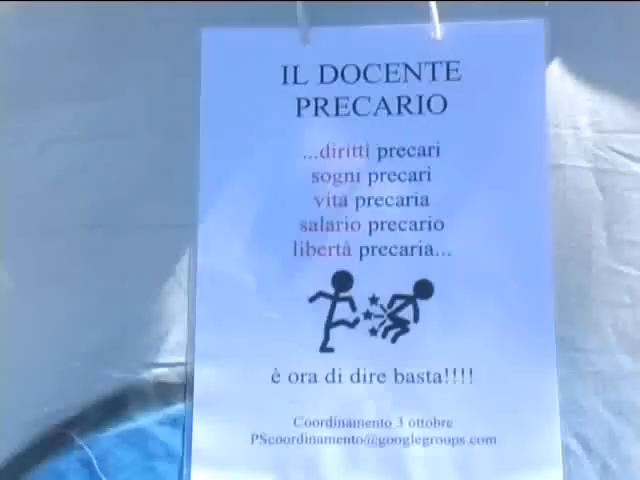 IL DOCENTE
PRECARIO
...diritti precari
sogni precari
vita precaria
salario precario
libertà precaria...
è ora di dire basta!!!!
Coordinamento 3 ottobre
PScoordinamento@googlegroups.com